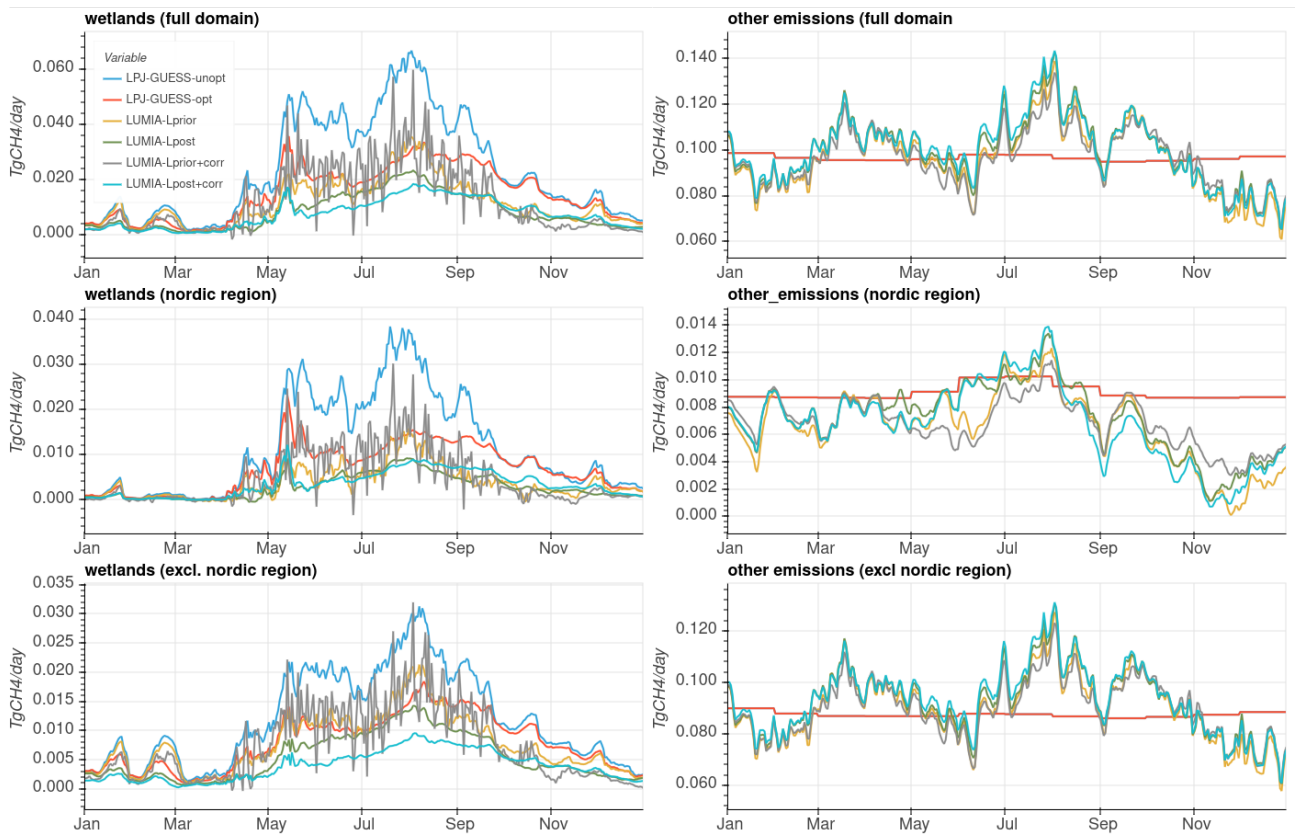 wetlands (full domain)
TgCH4/day
0.060
0.040
0.020
0.000
Variable
LPJ-GUESS-unopt
LPJ-GUESS-opt
LUMIA-Lprior
LUMIA-Lpost
LUMIA-Lprior+corr
LUMIA-Lpost+corr
Jan Mar May Jul Sep Nov
other emissions (full domain
TgCH4/day
0.140
0.120
0.100
0.080
0.060
Jan Mar May Jul Sep Nov
wetlands (nordic region)
TgCH4/day
0.040
0.030
0.020
0.010
0.000
Jan Mar May Jul Sep Nov
other_emissions (nordic region)
TgCH4/day
0.014
0.012
0.010
0.008
0.006
0.004
0.002
0.000
Jan Mar May Jul Sep Nov
wetlands (excl. nordic region)
TgCH4/day
0.035
0.030
0.025
0.020
0.015
0.010
0.005
0.000
Jan Mar May Jul Sep Nov
other emissions (excl nordic region)
TgCH4/day
0.120
0.100
0.080
0.060
Jan Mar May Jul Sep Nov